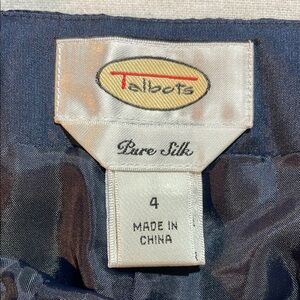 Talbots
Pure Silk
4
MADE IN
CHINA